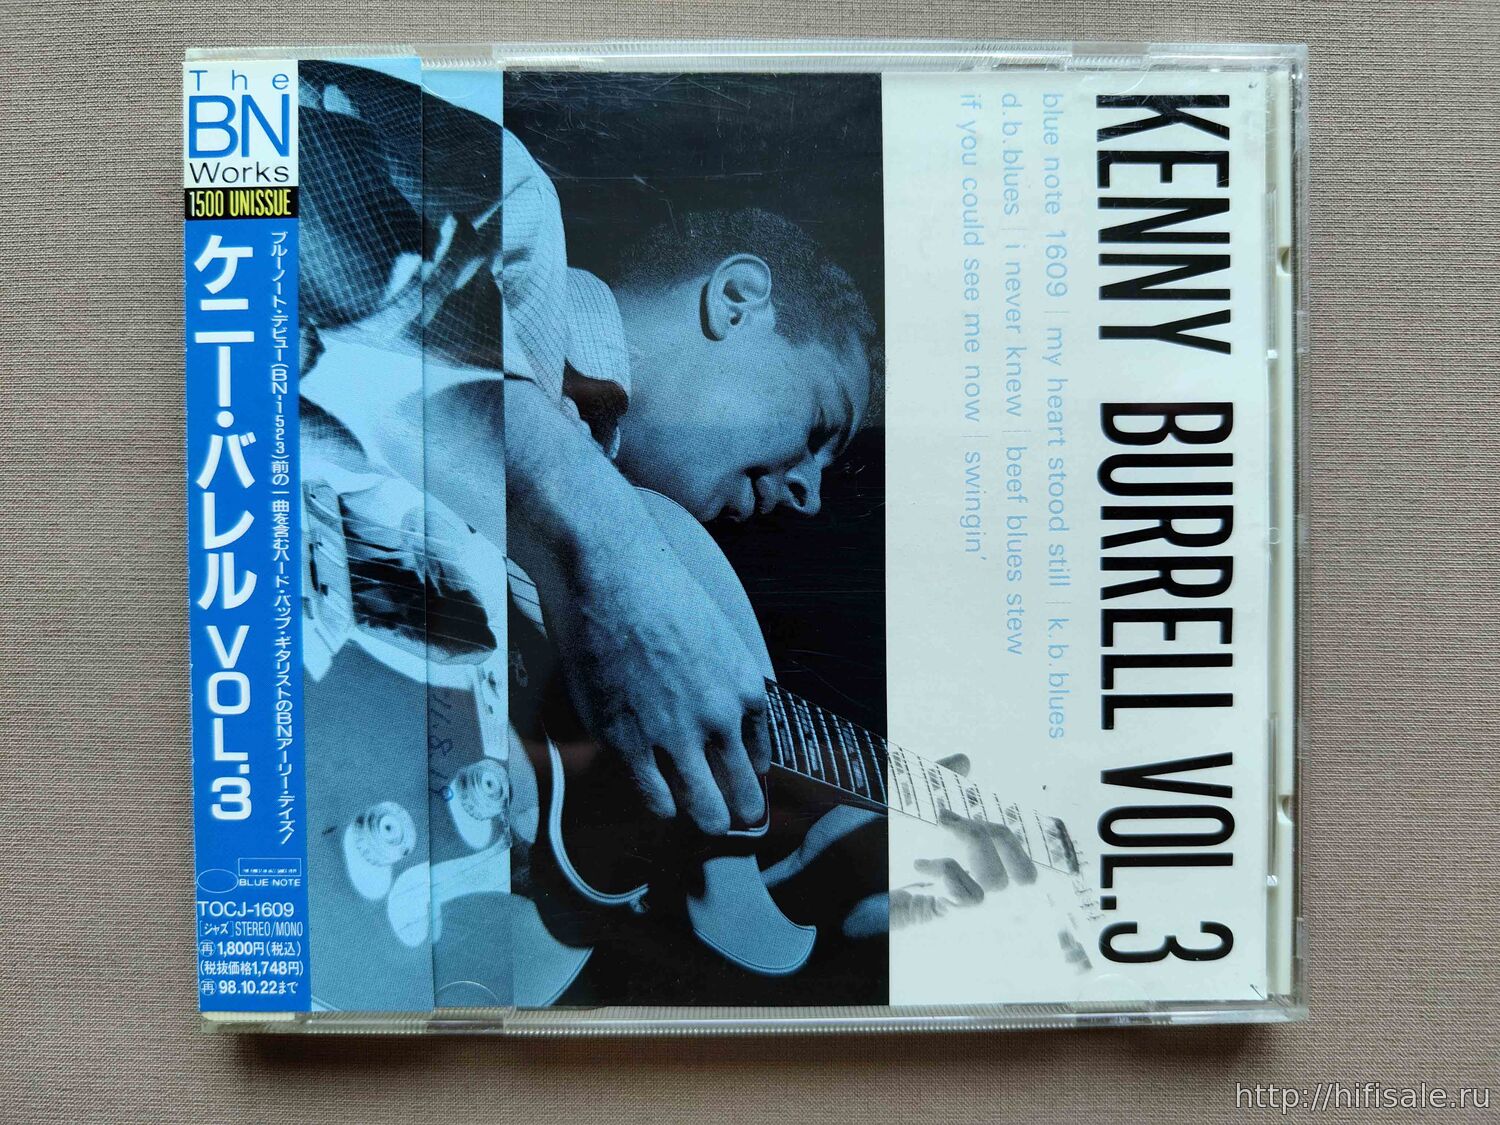 The
BN
Works
1500 UNISSUE
ケニー・バレル VOL.3
ブルーノート・デビュー(BN-1523)前の一曲を含むハード・バップ・ギタリストのBNアーリー・デイズ/
BLUE NOTE
TOCJ-1609
[ジャズ] STEREO/MONO
再 1,800円(税込)
(税抜価格1,748円)
再 98.10.22まで
KENNY BURRELL VOL.3
blue note 1609 | my heart stood still | k.b.blues
d.b.blues | i never knew | beef blues stew
if you could see me now | swingin'
http://hifisale.ru